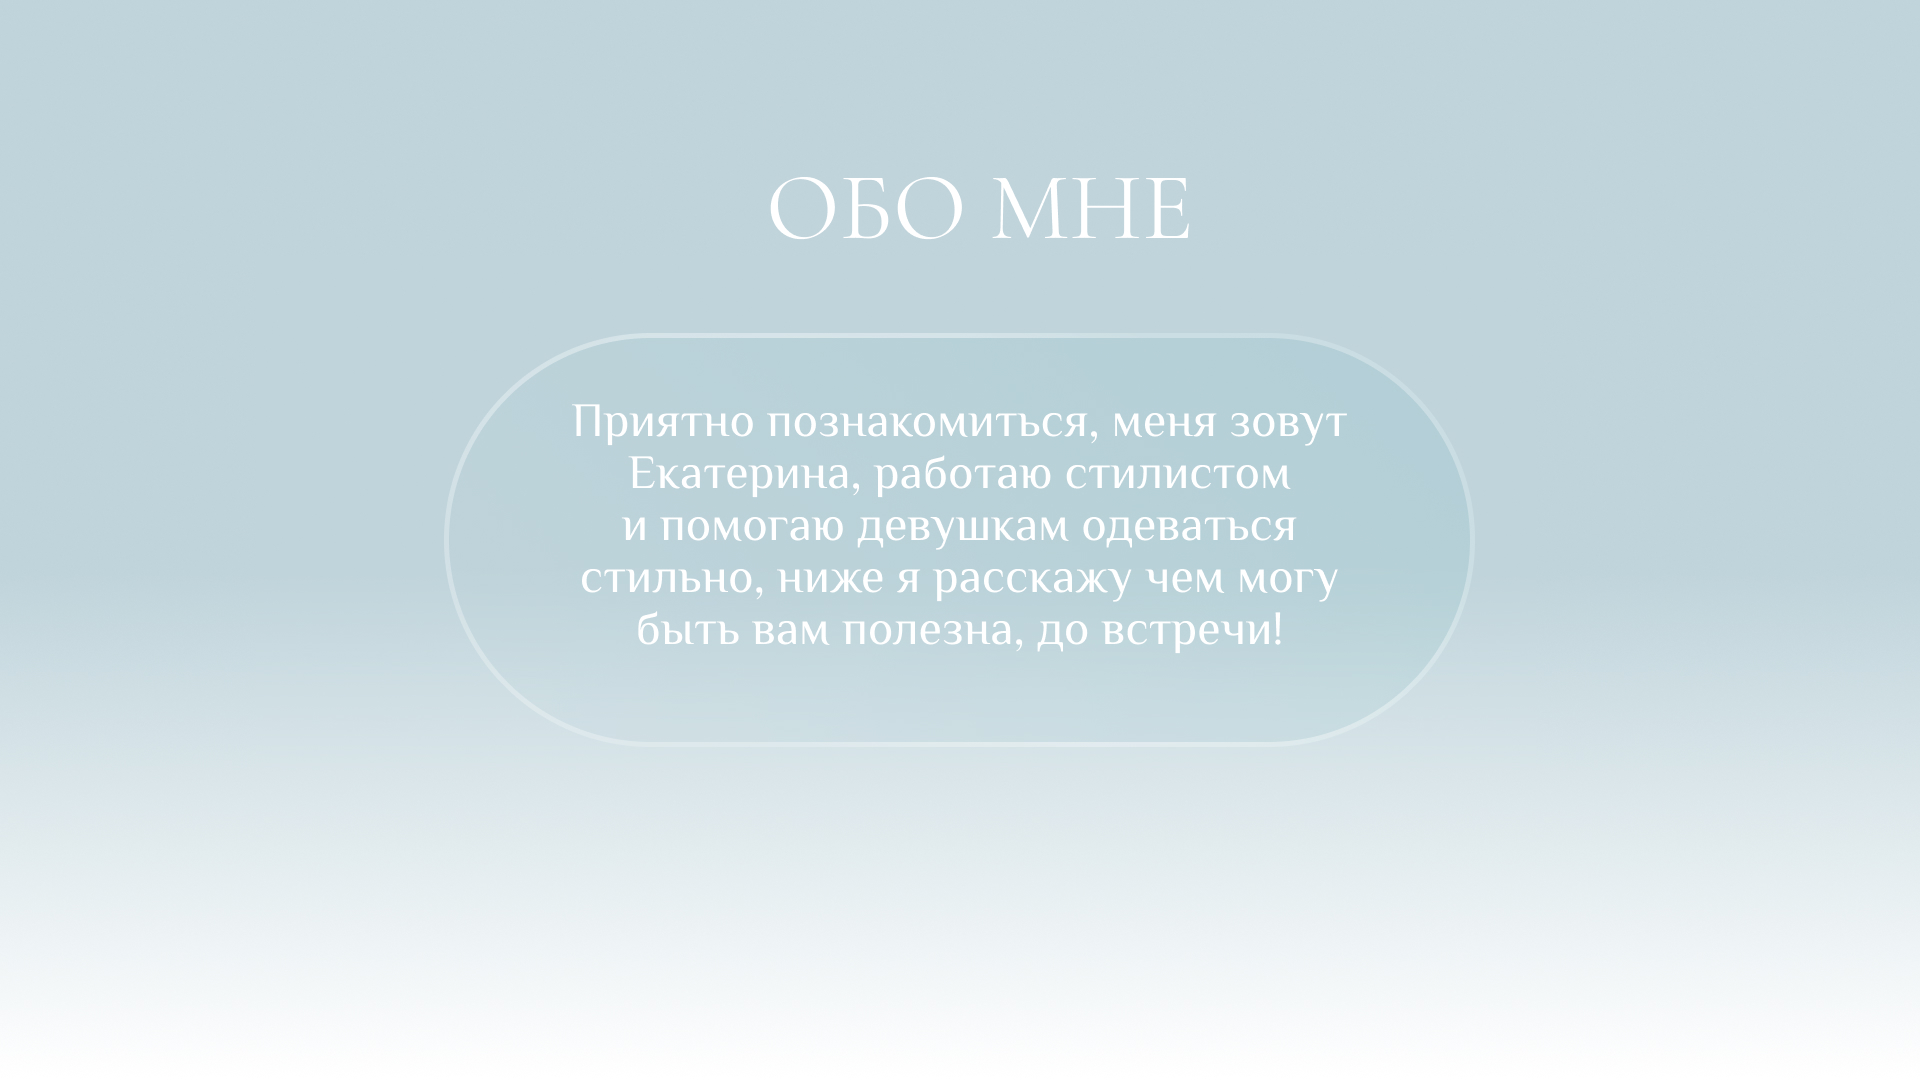 ОБО МНЕ
Приятно познакомиться, меня зовут
Екатерина, работаю стилистом
и помогаю девушкам одеваться
стильно, ниже я расскажу чем могу
быть вам полезна, до встречи!